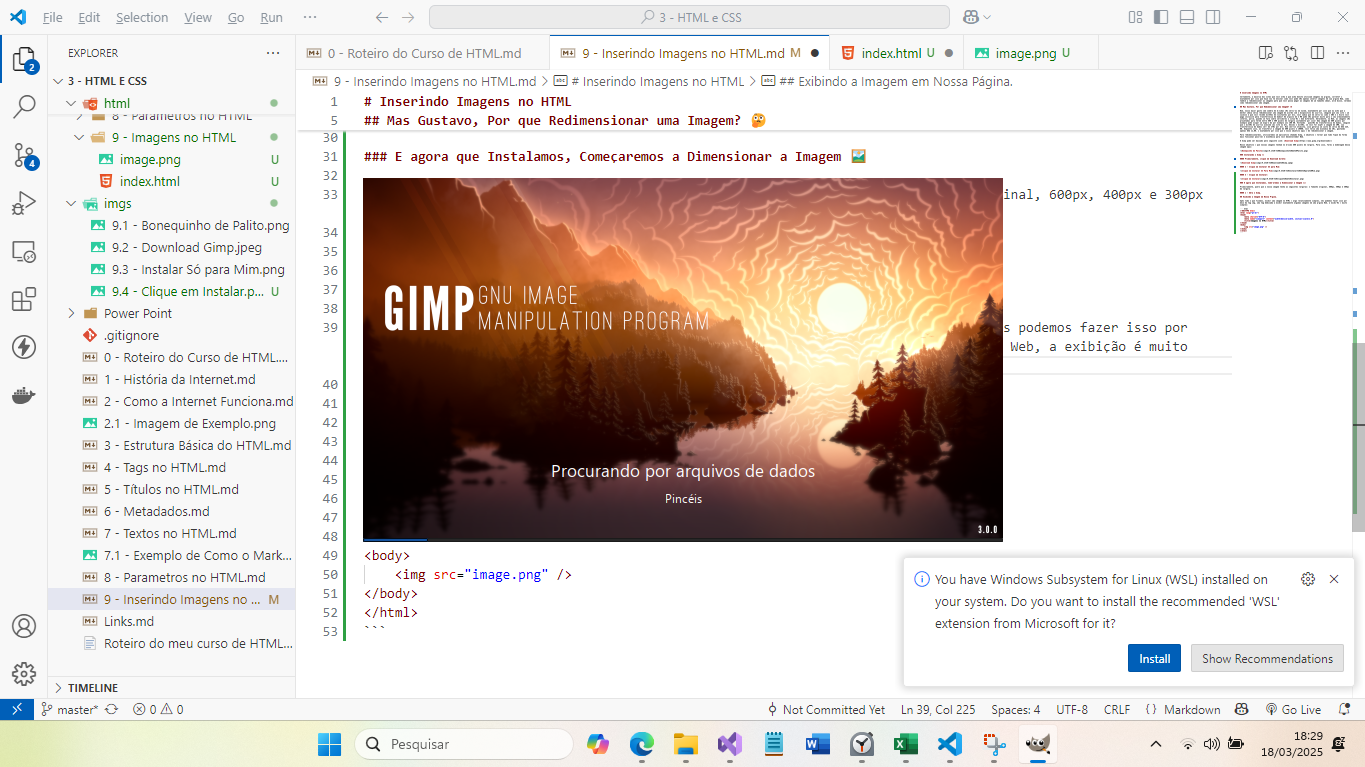 File Edit Selection View Go Run ··· 3 - HTML e CSS
EXPLORER ···
3 - HTML E CSS
html
8 - Parametros no HTML
9 - Imagens no HTML
image.png U
index.html U
imgs
9.1 - Bonequinho de Palito.png
9.2 - Download Gimp.jpeg
9.3 - Instalar Só para Mim.png
9.4 - Clique em Instalar.p... U
Power Point
.gitignore
0 - Roteiro do Curso de HTML....
1 - História da Internet.md
2 - Como a Internet Funciona.md
2.1 - Imagem de Exemplo.png
3 - Estrutura Básica do HTML.md
4 - Tags no HTML.md
5 - Títulos no HTML.md
6 - Metadados.md
7 - Textos no HTML.md
7.1 - Exemplo de Como o Mark...
8 - Parametros no HTML.md
9 - Inserindo Imagens no ... M
Links.md
Roteiro do meu curso de HTML...
TIMELINE
0 - Roteiro do Curso de HTML.md 9 - Inserindo Imagens no HTML.md M index.html U image.png U
9 - Inserindo Imagens no HTML.md > # Inserindo Imagens no HTML > ## Exibindo a Imagem em Nossa Página.
1 # Inserindo Imagens no HTML
5 ## Mas Gustavo, Por que Redimensionar uma Imagem? 🤔
30
31 ### E agora que Instalamos, Começaremos a Dimensionar a Imagem 🖼️
32
33 inal, 600px, 400px e 300px
34
35
36
37
38
39 s podemos fazer isso por
Web, a exibição é muito
40
41
42
43
44
45
46
47
48
49 <body>
50 <img src="image.png" />
51 </body>
52 </html>
53 ```
GIMP GNU IMAGE
MANIPULATION PROGRAM
Procurando por arquivos de dados
Pincéis
3.0.0
You have Windows Subsystem for Linux (WSL) installed on
your system. Do you want to install the recommended 'WSL'
extension from Microsoft for it?
Install Show Recommendations
master* 0 0 Not Committed Yet Ln 39, Col 225 Spaces: 4 UTF-8 CRLF {} Markdown Go Live
Pesquisar
18:29
18/03/2025
2
4